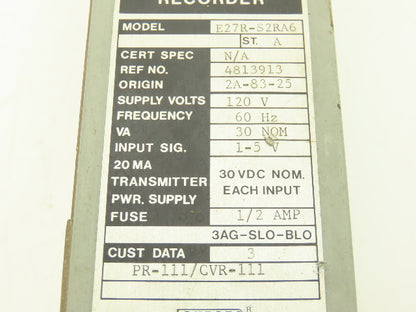 RECORDER
MODEL E27R-S2RA6
ST. A
CERT SPEC N/A
REF NO. 4813913
ORIGIN 2A-83-25
SUPPLY VOLTS 120 V
FREQUENCY 60 Hz
VA 30 NOM
INPUT SIG. 1-5 V
20 MA
TRANSMITTER 30 VDC NOM.
PWR. SUPPLY EACH INPUT
FUSE 1/2 AMP
3AG-SLO-BLO
CUST DATA 3
PR-111/CVR-111